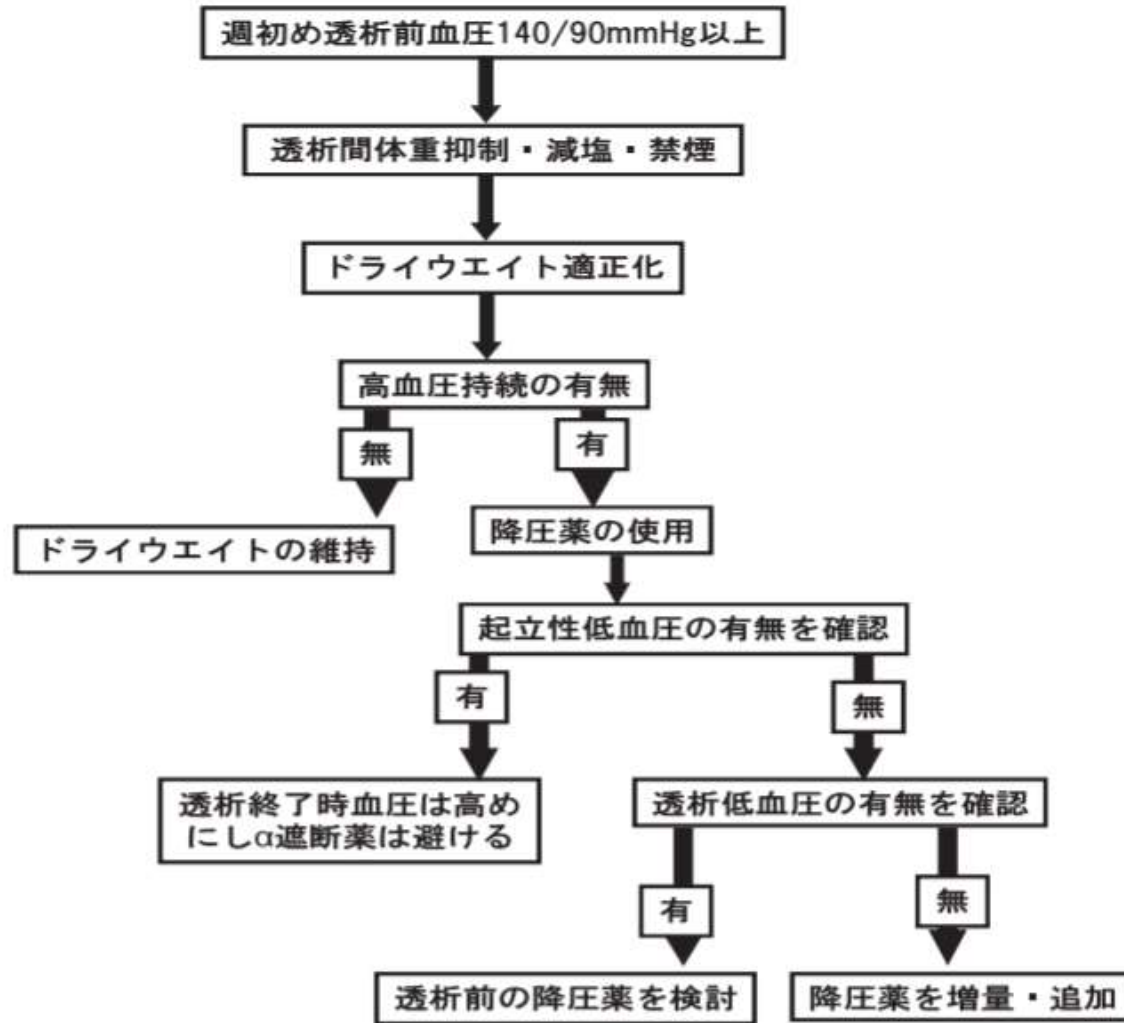 週初め透析前血圧140/90mmHg以上
透析間体重抑制・減塩・禁煙
ドライウエイト適正化
高血圧持続の有無
無
有
ドライウエイトの維持
降圧薬の使用
起立性低血圧の有無を確認
有
無
透析終了時血圧は高め
にしα遮断薬は避ける
透析低血圧の有無を確認
有
無
透析前の降圧薬を検討
降圧薬を増量・追加